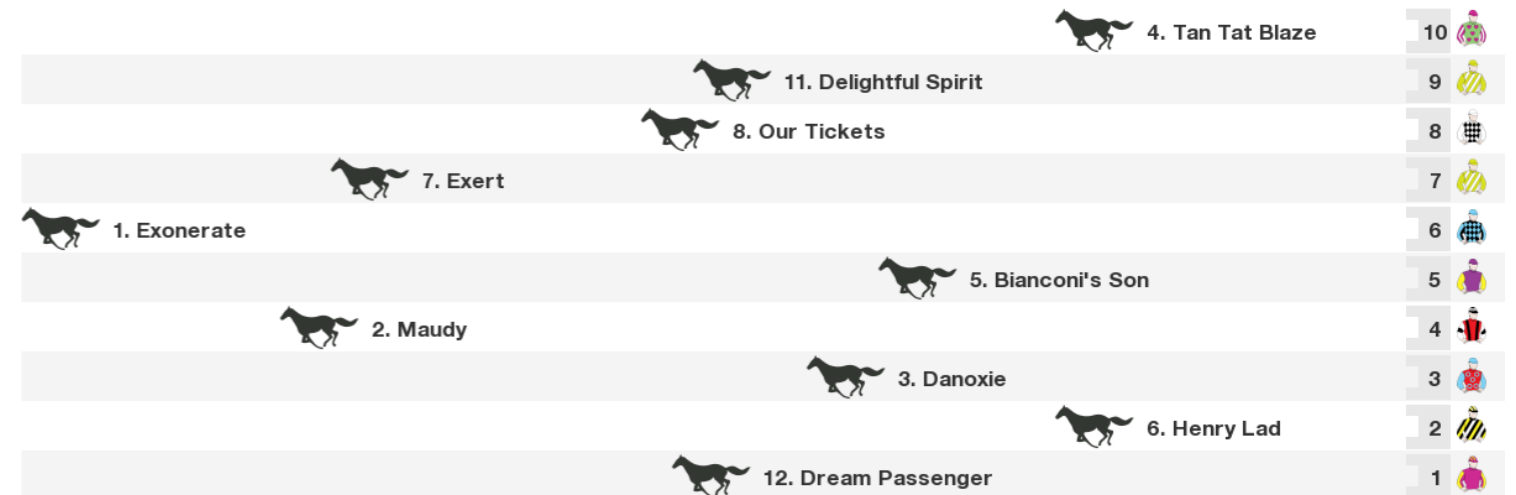 4. Tan Tat Blaze 10
11. Delightful Spirit 9
8. Our Tickets 8
7. Exert 7
1. Exonerate 6
5. Bianconi's Son 5
2. Maudy 4
3. Danoxie 3
6. Henry Lad 2
12. Dream Passenger 1